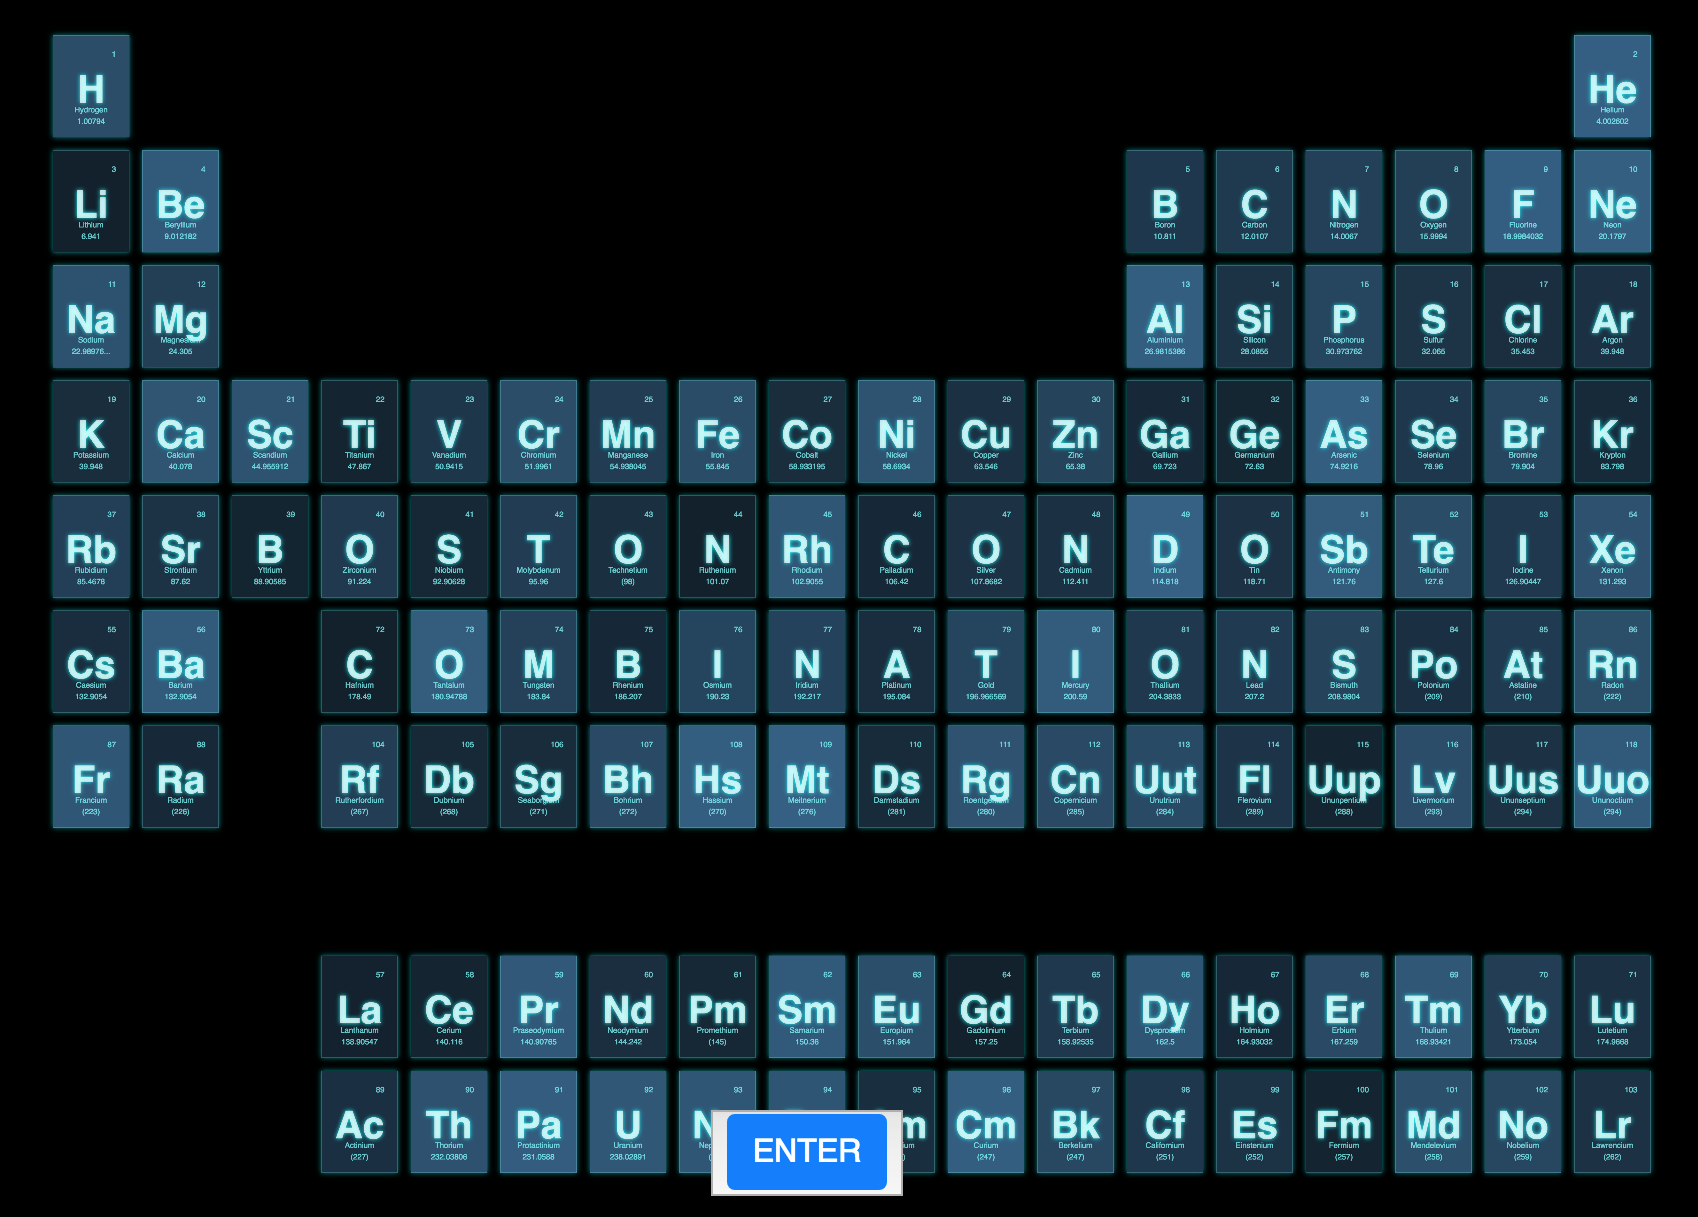 1 2
H He
Hydrogen Helium
1.00794 4.002602
3 4 5 6 7 8 9 10
Li Be B C N O F Ne
Lithium Beryllium Boron Carbon Nitrogen Oxygen Fluorine Neon
6.941 9.012182 10.811 12.0107 14.0067 15.9994 18.9984032 20.1797
11 12 13 14 15 16 17 18
Na Mg Al Si P S Cl Ar
Sodium Magnesium Aluminium Silicon Phosphorus Sulfur Chlorine Argon
22.98976... 24.305 26.9815386 28.0855 30.973762 32.065 35.453 39.948
19 20 21 22 23 24 25 26 27 28 29 30 31 32 33 34 35 36
K Ca Sc Ti V Cr Mn Fe Co Ni Cu Zn Ga Ge As Se Br Kr
Potassium Calcium Scandium Titanium Vanadium Chromium Manganese Iron Cobalt Nickel Copper Zinc Gallium Germanium Arsenic Selenium Bromine Krypton
39.948 40.078 44.955912 47.867 50.9415 51.9961 54.938045 55.845 58.933195 58.6934 63.546 65.38 69.723 72.63 74.9216 78.96 79.904 83.798
37 38 39 40 41 42 43 44 45 46 47 48 49 50 51 52 53 54
Rb Sr B O S T O N Rh C O N D O Sb Te I Xe
Rubidium Strontium Yttrium Zirconium Niobium Molybdenum Technetium Ruthenium Rhodium Palladium Silver Cadmium Indium Tin Antimony Tellurium Iodine Xenon
85.4678 87.62 88.90585 91.224 92.90628 95.96 (98) 101.07 102.9055 106.42 107.8682 112.411 114.818 118.71 121.76 127.6 126.90447 131.293
55 56 72 73 74 75 76 77 78 79 80 81 82 83 84 85 86
Cs Ba C O M B I N A T I O N S Po At Rn
Caesium Barium Hafnium Tantalum Tungsten Rhenium Osmium Iridium Platinum Gold Mercury Thallium Lead Bismuth Polonium Astatine Radon
132.9054 132.9054 178.49 180.94788 183.84 186.207 190.23 192.217 195.084 196.966569 200.59 204.3833 207.2 208.9804 (209) (210) (222)
87 88 104 105 106 107 108 109 110 111 112 113 114 115 116 117 118
Fr Ra Rf Db Sg Bh Hs Mt Ds Rg Cn Uut Fl Uup Lv Uus Uuo
Francium Radium Rutherfordium Dubnium Seaborgium Bohrium Hassium Meitnerium Darmstadium Roentgenium Copernicium Unutrium Flerovium Ununpentium Livermorium Ununseptium Ununoctium
(223) (226) (267) (268) (271) (272) (270) (276) (281) (280) (285) (284) (289) (288) (293) (294) (294)
57 58 59 60 61 62 63 64 65 66 67 68 69 70 71
La Ce Pr Nd Pm Sm Eu Gd Tb Dy Ho Er Tm Yb Lu
Lanthanum Cerium Praseodymium Neodymium Promethium Samarium Europium Gadolinium Terbium Dysprosium Holmium Erbium Thulium Ytterbium Lutetium
138.90547 140.116 140.90765 144.242 (145) 150.36 151.964 157.25 158.92535 162.5 164.93032 167.259 168.93421 173.054 174.9668
89 90 91 92 93 94 95 96 97 98 99 100 101 102 103
Ac Th Pa U Cm Bk Cf Es Fm Md No Lr
Actinium Thorium Protactinium Uranium Curium Berkelium Californium Einsteinium Fermium Mendelevium Nobelium Lawrencium
(227) 232.03806 231.0588 238.02891 (247) (247) (251) (252) (257) (258) (259) (262)
ENTER